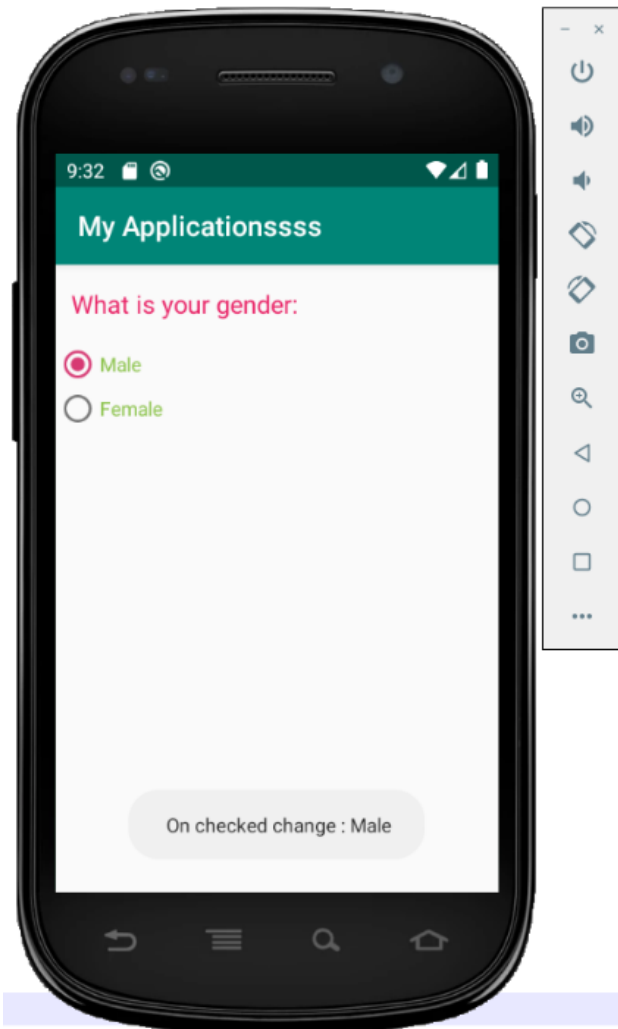 9:32
My Applicationssss
What is your gender:
Male
Female
On checked change : Male